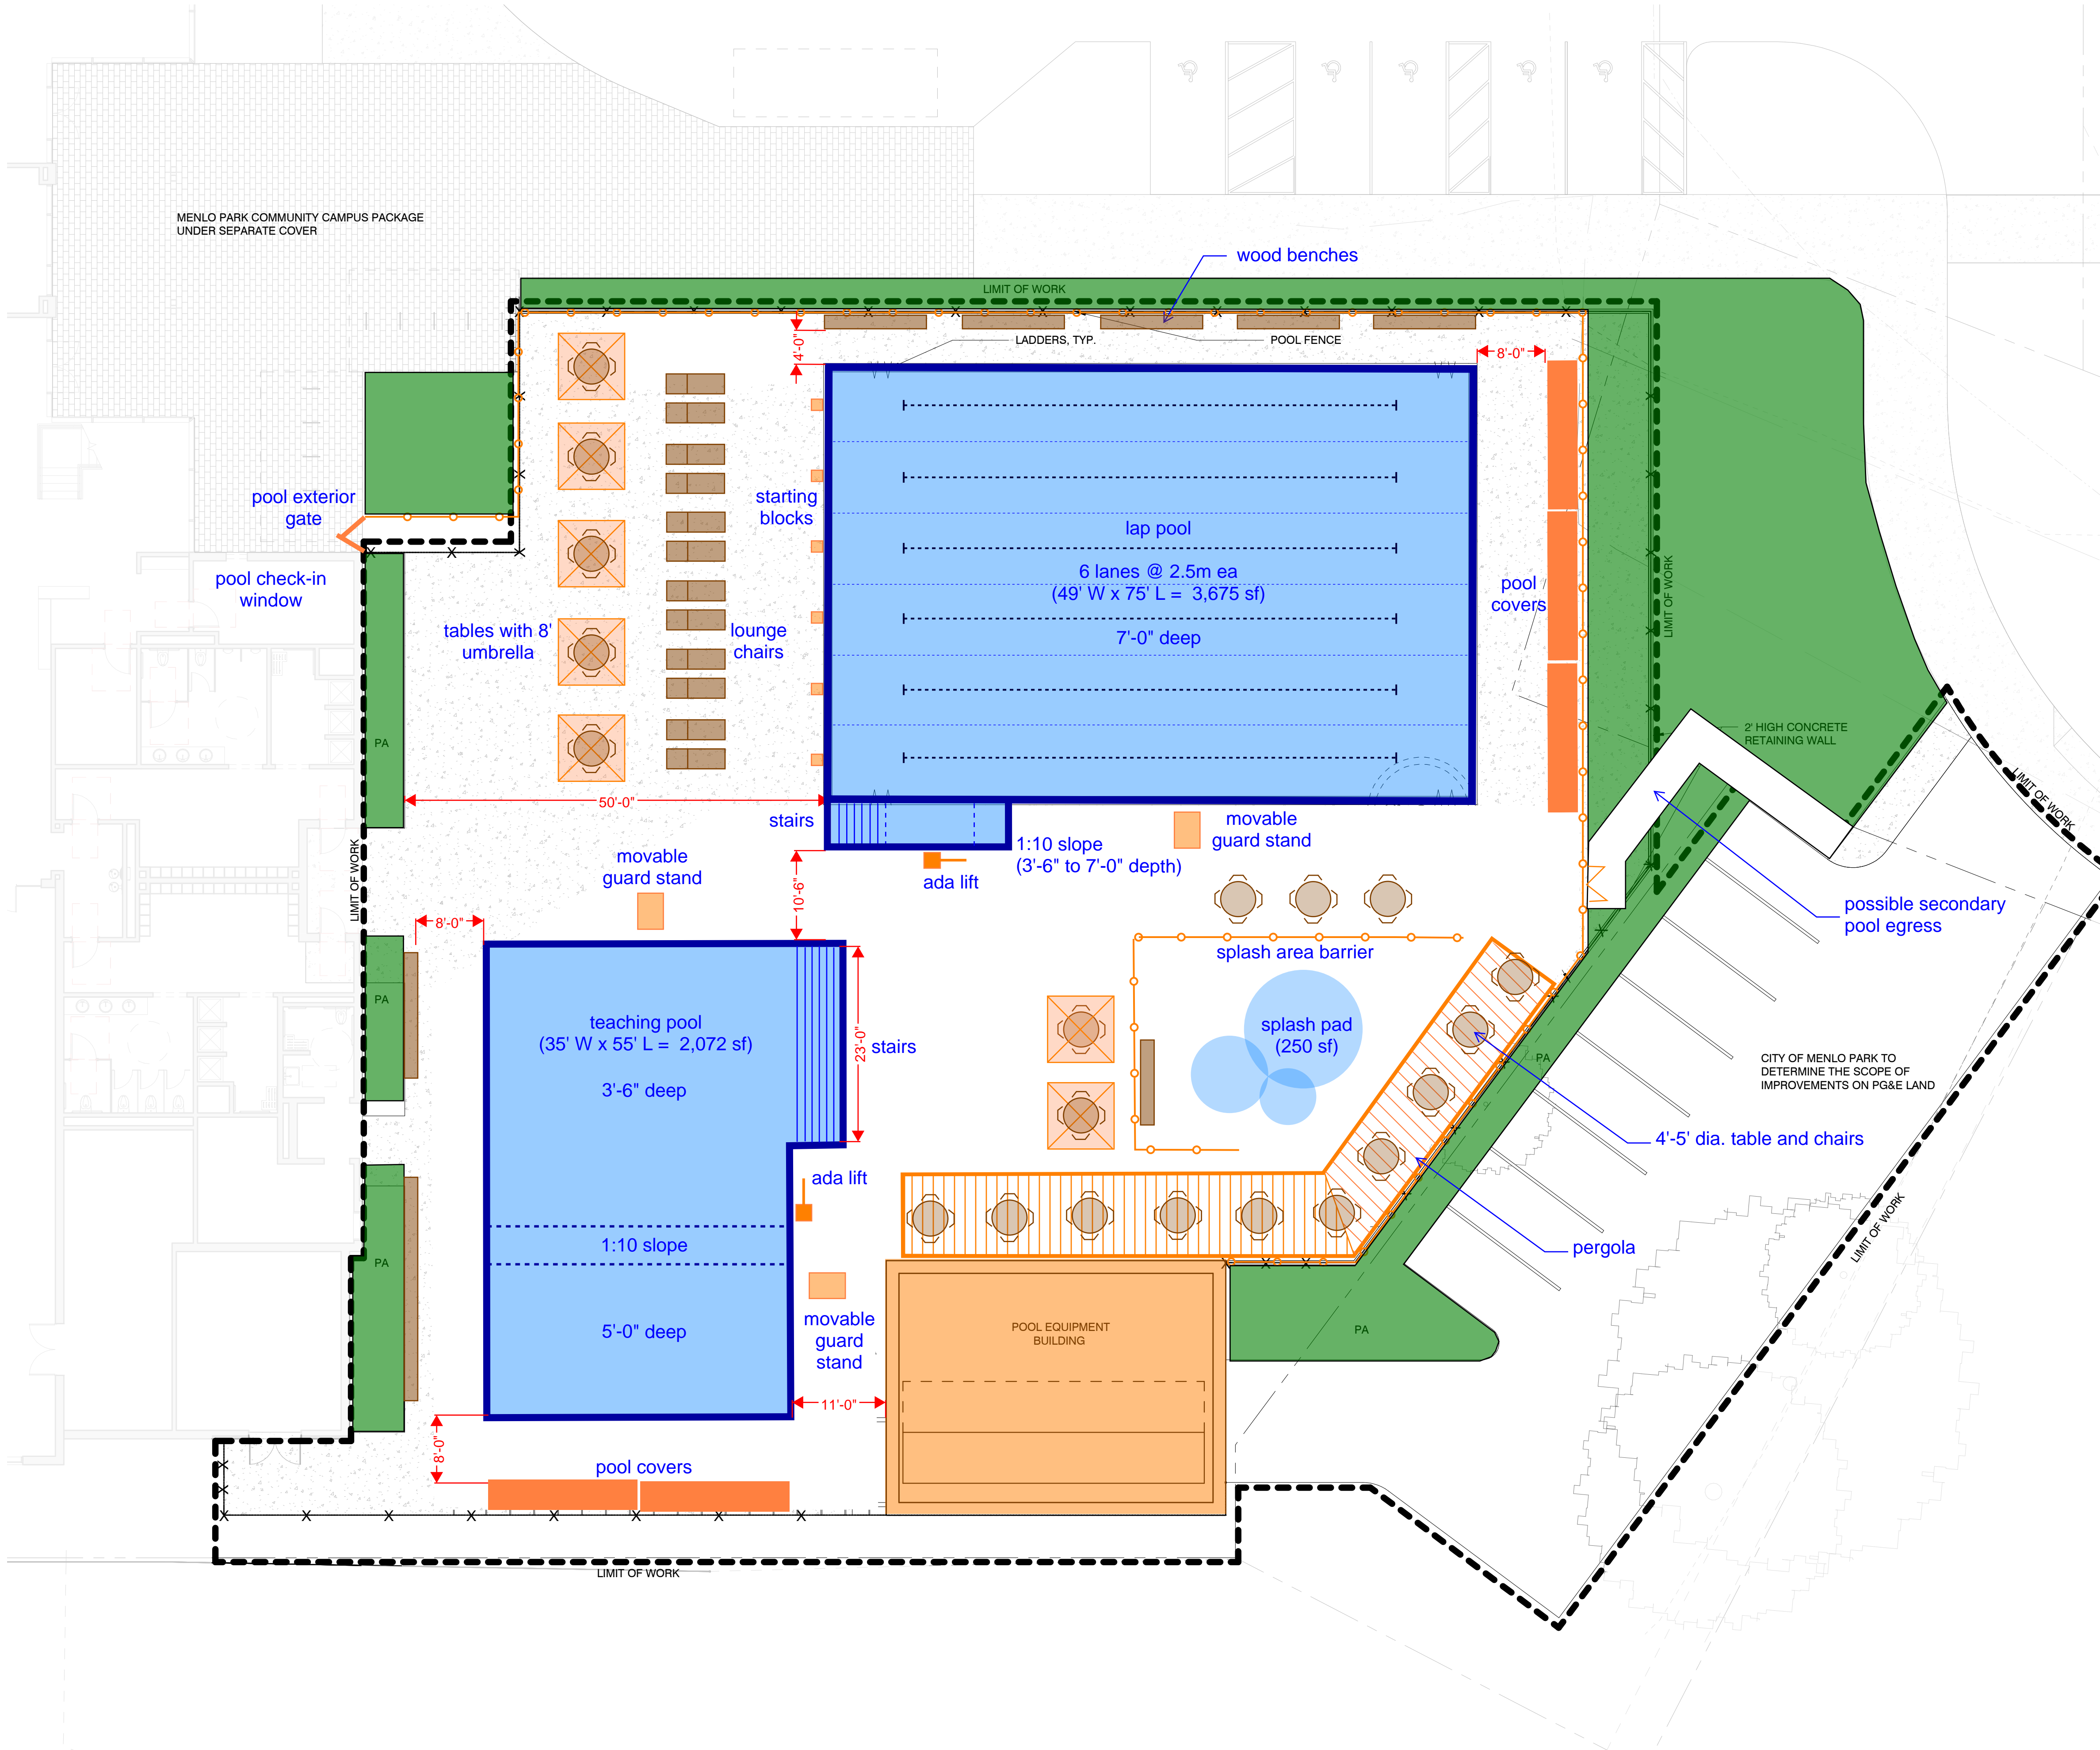 MENLO PARK COMMUNITY CAMPUS PACKAGE
UNDER SEPARATE COVER
wood benches
LIMIT OF WORK
LADDERS, TYP.
POOL FENCE
4'-0"
8'-0"
pool exterior
gate
pool check-in
window
starting
blocks
lap pool
6 lanes @ 2.5m ea
(49' W x 75' L =  3,675 sf)
7'-0" deep
pool
covers
LIMIT OF WORK
tables with 8'
umbrella
lounge
chairs
PA
2' HIGH CONCRETE
RETAINING WALL
LIMIT OF WORK
50'-0"
stairs
movable
guard stand
1:10 slope
(3'-6" to 7'-0" depth)
ada lift
movable
guard stand
LIMIT OF WORK
10'-6"
8'-0"
possible secondary
pool egress
splash area barrier
PA
teaching pool
(35' W x 55' L =  2,072 sf)
3'-6" deep
23'-0"
stairs
splash pad
(250 sf)
PA
CITY OF MENLO PARK TO
DETERMINE THE SCOPE OF
IMPROVEMENTS ON PG&E LAND
4'-5' dia. table and chairs
ada lift
LIMIT OF WORK
1:10 slope
pergola
PA
5'-0" deep
movable
guard
stand
POOL EQUIPMENT
BUILDING
PA
11'-0"
8'-0"
pool covers
LIMIT OF WORK